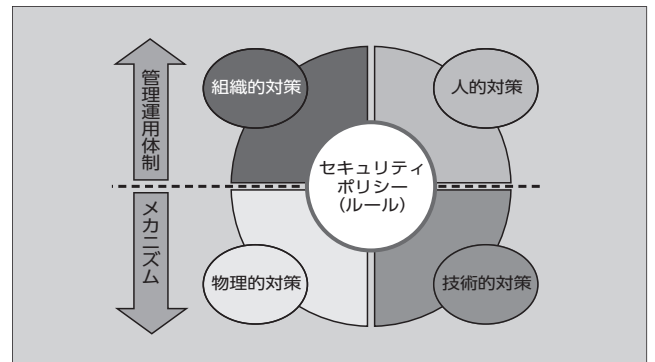 管理運用体制
メカニズム
組織的対策
人的対策
セキュリティ
ポリシー
(ルール)
物理的対策
技術的対策